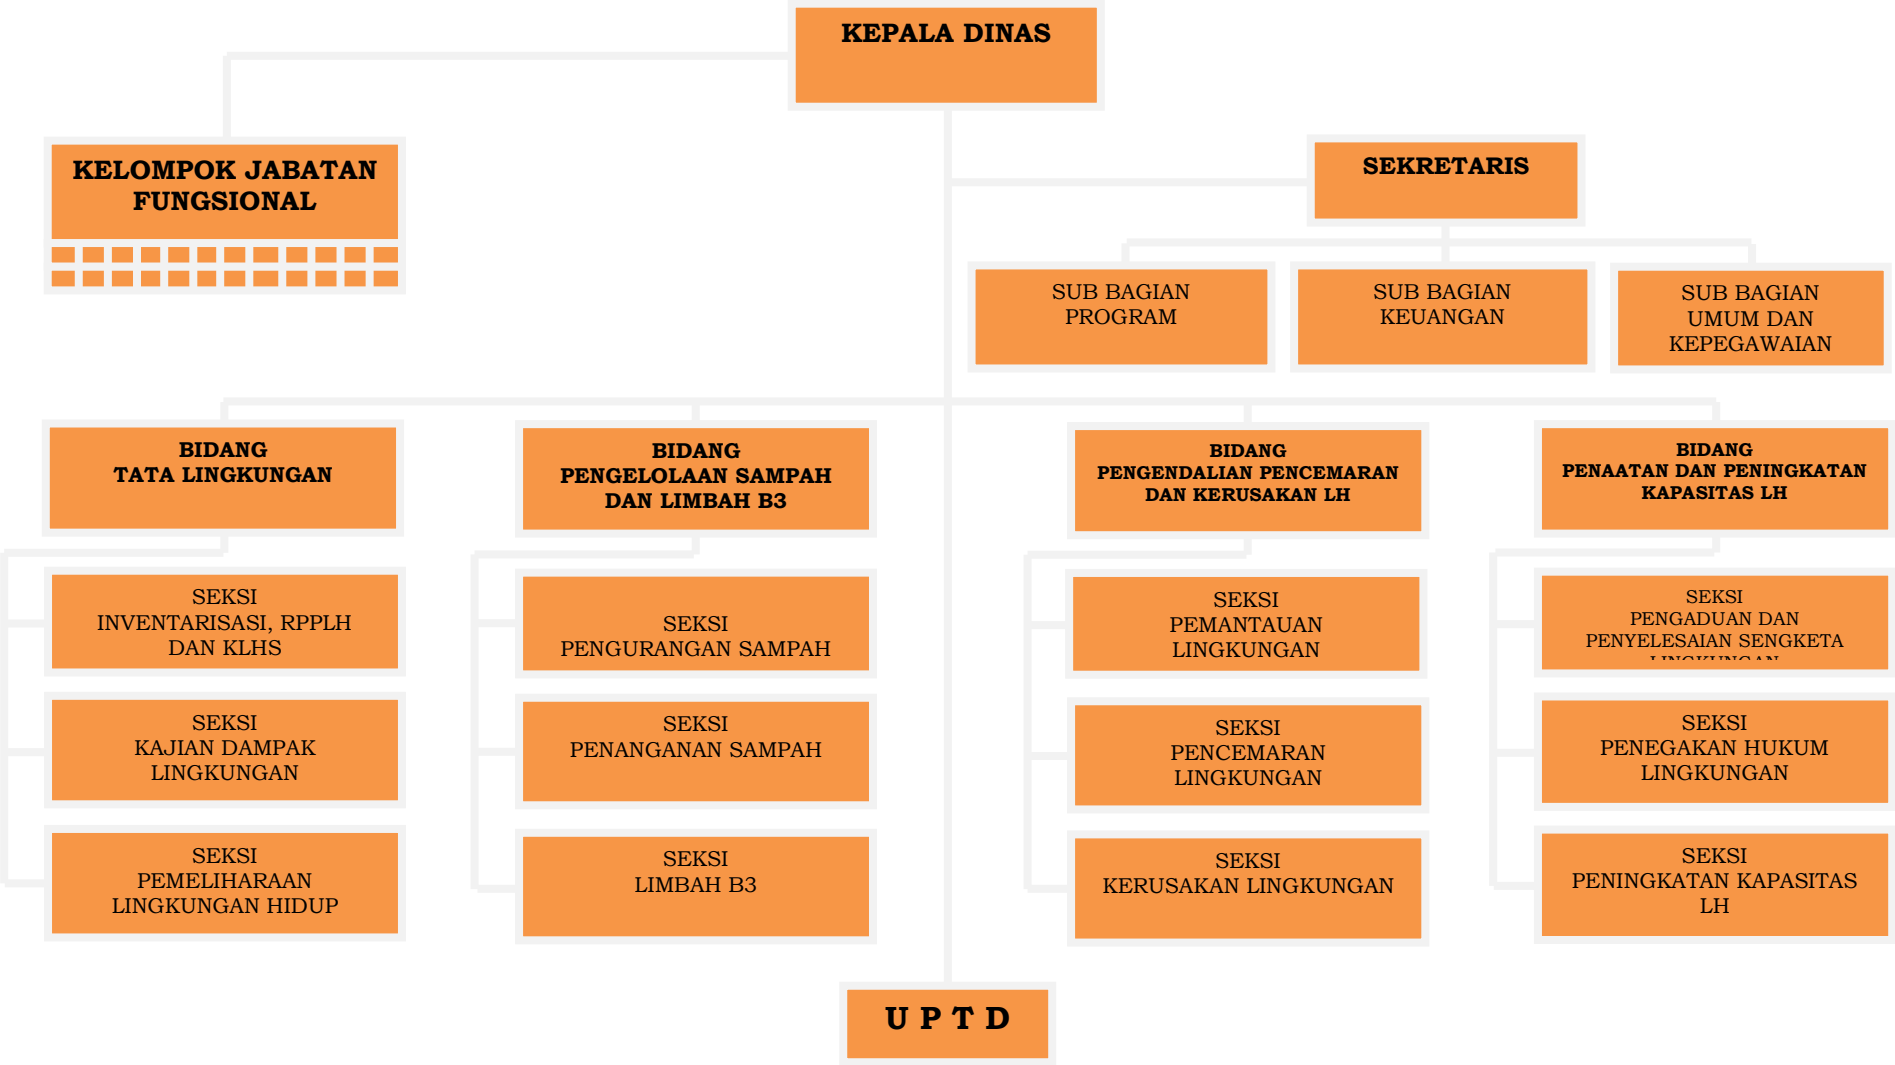 KEPALA DINAS
KELOMPOK JABATAN
FUNGSIONAL
SEKRETARIS
SUB BAGIAN
PROGRAM
SUB BAGIAN
KEUANGAN
SUB BAGIAN
UMUM DAN
KEPEGAWAIAN
BIDANG
TATA LINGKUNGAN
BIDANG
PENGELOLAAN SAMPAH
DAN LIMBAH B3
BIDANG
PENGENDALIAN PENCEMARAN
DAN KERUSAKAN LH
BIDANG
PENAATAN DAN PENINGKATAN
KAPASITAS LH
SEKSI
INVENTARISASI, RPPLH
DAN KLHS
SEKSI
PENGURANGAN SAMPAH
SEKSI
PEMANTAUAN
LINGKUNGAN
SEKSI
PENGADUAN DAN
PENYELESAIAN SENGKETA
LINGKUNGAN
SEKSI
KAJIAN DAMPAK
LINGKUNGAN
SEKSI
PENANGANAN SAMPAH
SEKSI
PENCEMARAN
LINGKUNGAN
SEKSI
PENEGAKAN HUKUM
LINGKUNGAN
SEKSI
PEMELIHARAAN
LINGKUNGAN HIDUP
SEKSI
LIMBAH B3
SEKSI
KERUSAKAN LINGKUNGAN
SEKSI
PENINGKATAN KAPASITAS
LH
U P T D